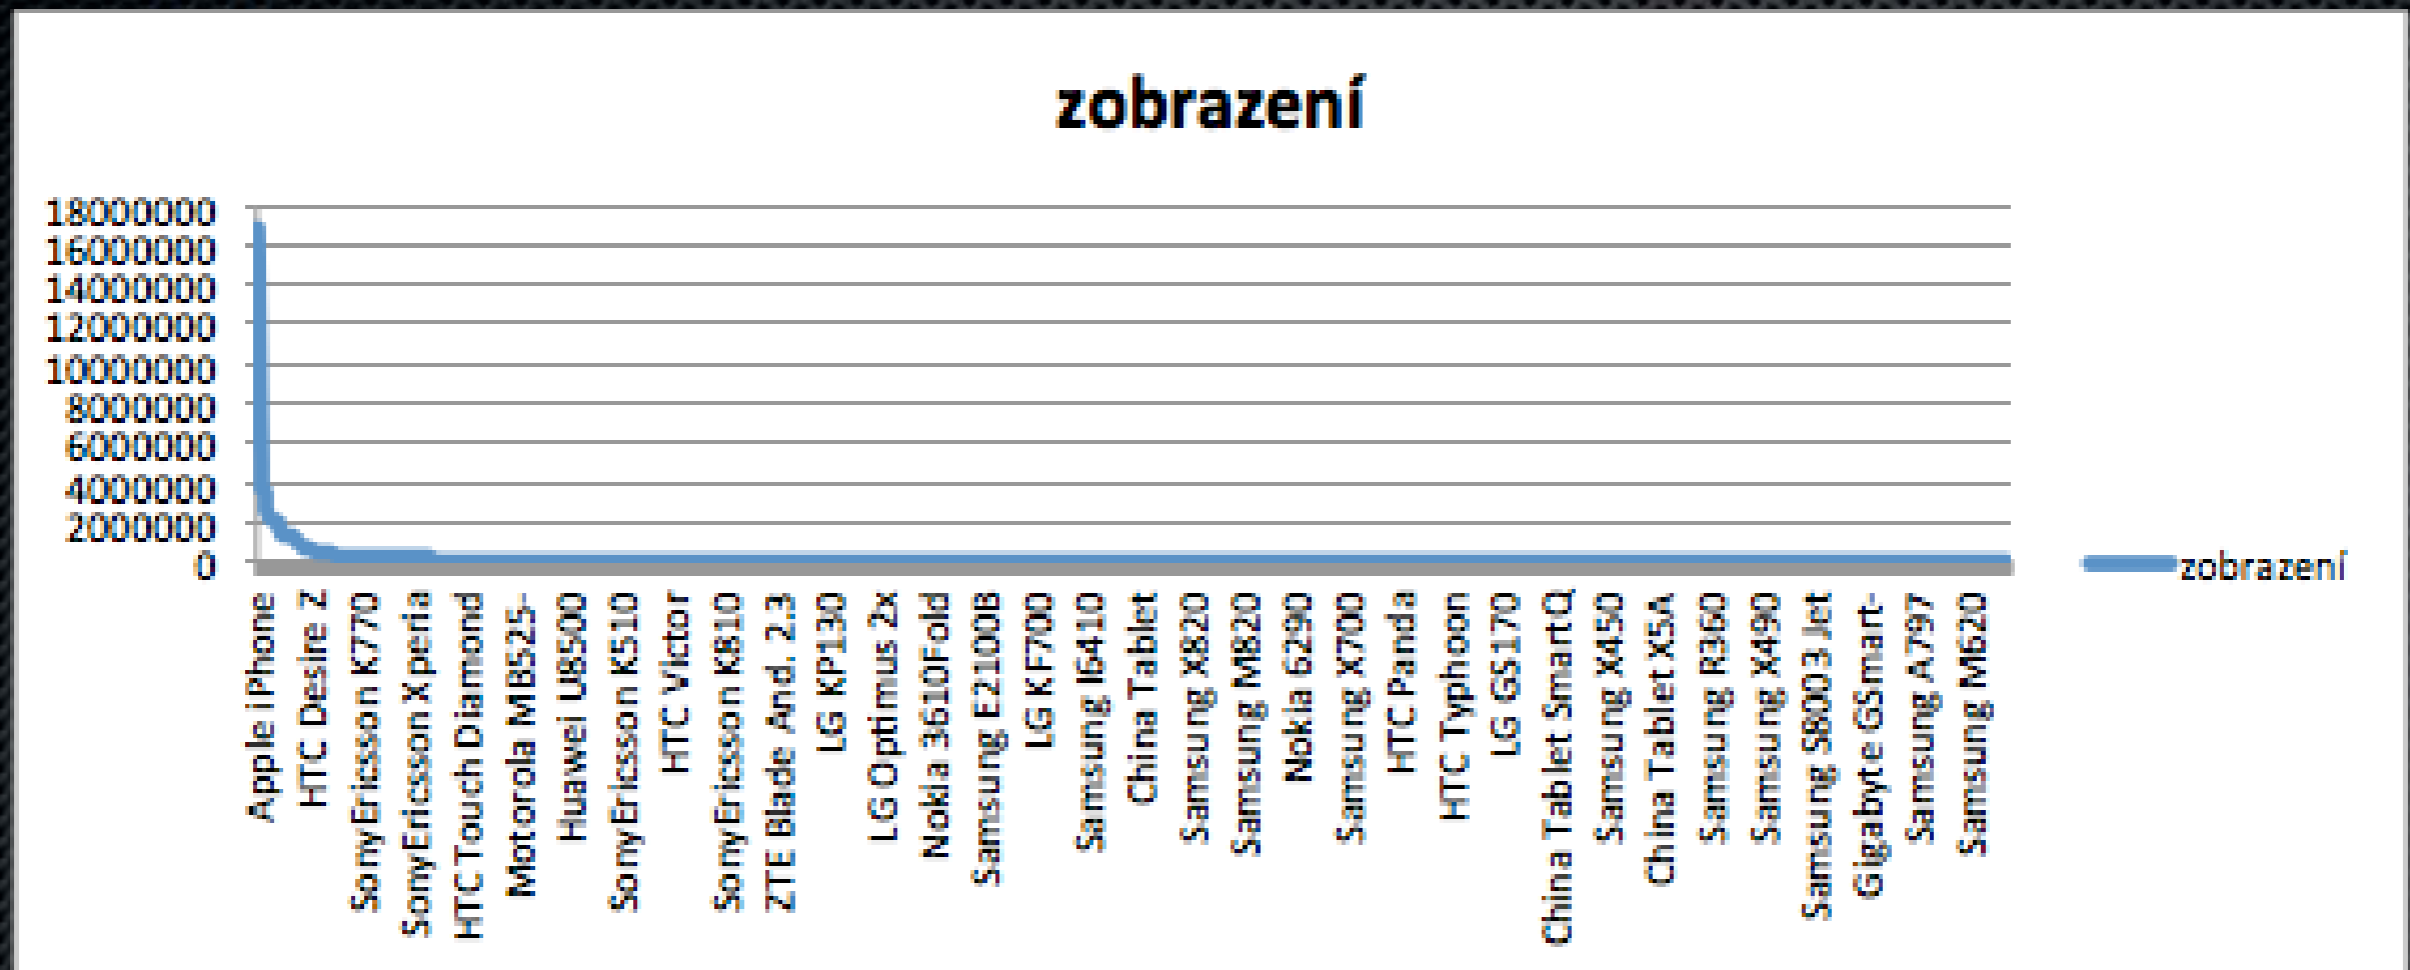 zobrazení
18000000
16000000
14000000
12000000
10000000
8000000
6000000
4000000
2000000
0
zobrazení
Apple iPhone
HTC Desire Z
SonyEricsson K770
SonyEricsson Xperia
HTC Touch Diamond
Motorola MB525-
Huawei U8500
SonyEricsson K510
HTC Victor
SonyEricsson K810
ZTE Blade And. 2.3
LG KP130
LG Optimus 2x
Nokia 3610Fold
Samsung E2100B
LG KF700
Samsung I6410
China Tablet
Samsung X820
Samsung M820
Nokia 6290
Samsung X700
HTC Panda
HTC Typhoon
LG GS170
China Tablet SmartQ
Samsung X450
China Tablet X5A
Samsung R360
Samsung X490
Samsung S8003 Jet
Gigabyte GSmart-
Samsung A797
Samsung M620